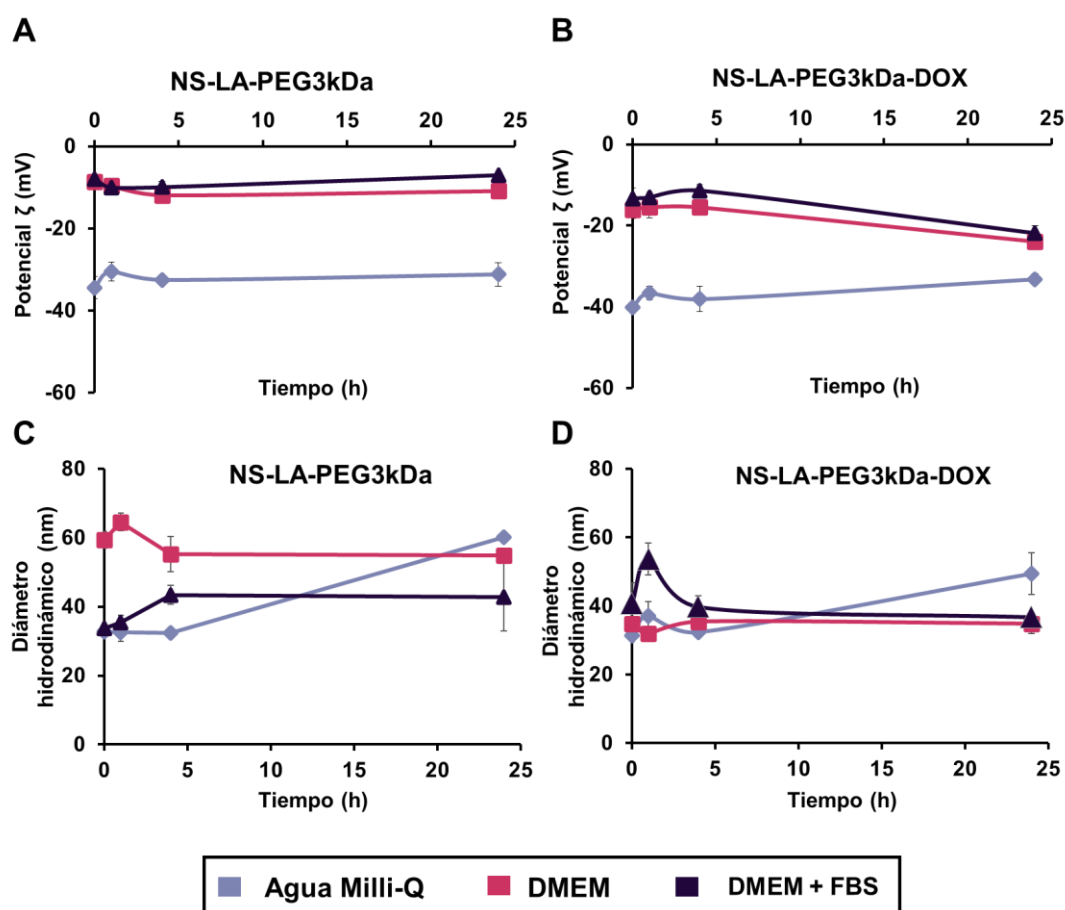 A
NS-LA-PEG3kDa
0 5 10 15 20 25
0
-20
-40
-60
Potencial ζ (mV)
Tiempo (h)
B
NS-LA-PEG3kDa-DOX
0 5 10 15 20 25
0
-20
-40
-60
Potencial ζ (mV)
Tiempo (h)
C
NS-LA-PEG3kDa
80
60
40
20
0
Diámetro
hidrodinámico (nm)
0 5 10 15 20 25
Tiempo (h)
D
NS-LA-PEG3kDa-DOX
80
60
40
20
0
Diámetro
hidrodinámico (nm)
0 5 10 15 20 25
Tiempo (h)
Agua Milli-Q DMEM DMEM + FBS